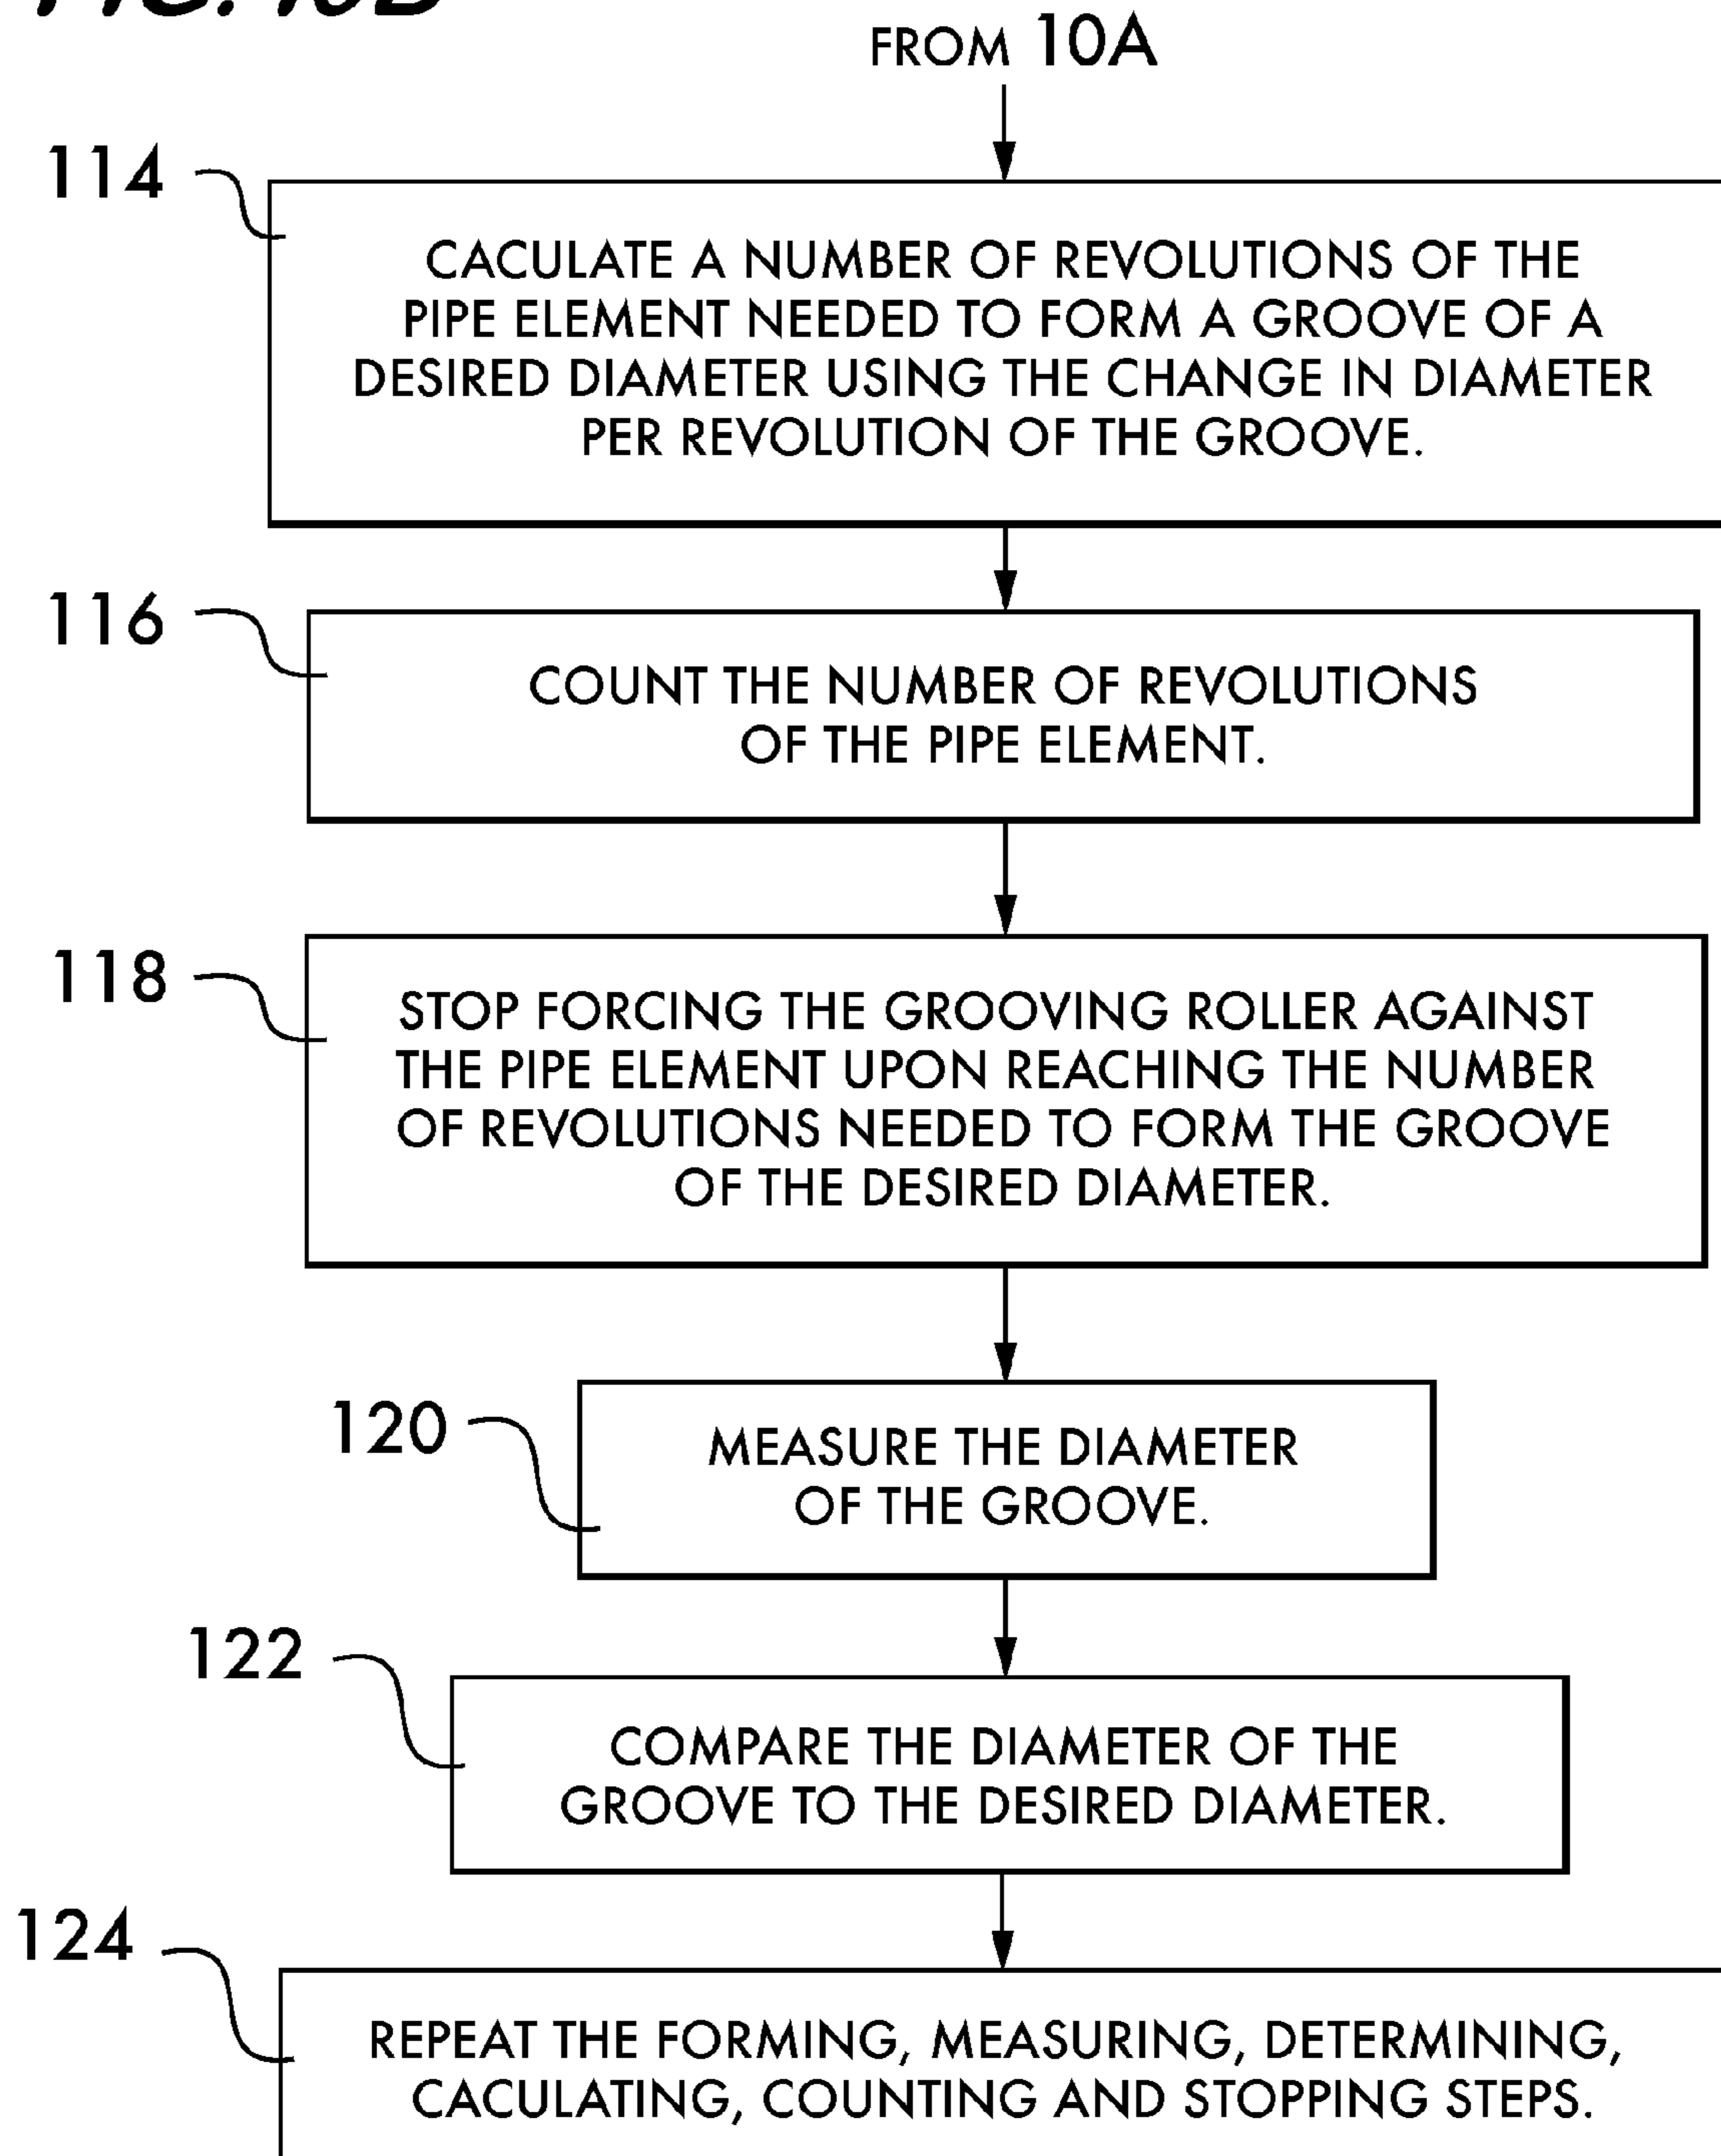 FIG. 10B
FROM 10A
114
CACULATE A NUMBER OF REVOLUTIONS OF THE
PIPE ELEMENT NEEDED TO FORM A GROOVE OF A
DESIRED DIAMETER USING THE CHANGE IN DIAMETER
PER REVOLUTION OF THE GROOVE.
116
COUNT THE NUMBER OF REVOLUTIONS
OF THE PIPE ELEMENT.
118
STOP FORCING THE GROOVING ROLLER AGAINST
THE PIPE ELEMENT UPON REACHING THE NUMBER
OF REVOLUTIONS NEEDED TO FORM THE GROOVE
OF THE DESIRED DIAMETER.
120
MEASURE THE DIAMETER
OF THE GROOVE.
122
COMPARE THE DIAMETER OF THE
GROOVE TO THE DESIRED DIAMETER.
124
REPEAT THE FORMING, MEASURING, DETERMINING,
CACULATING, COUNTING AND STOPPING STEPS.